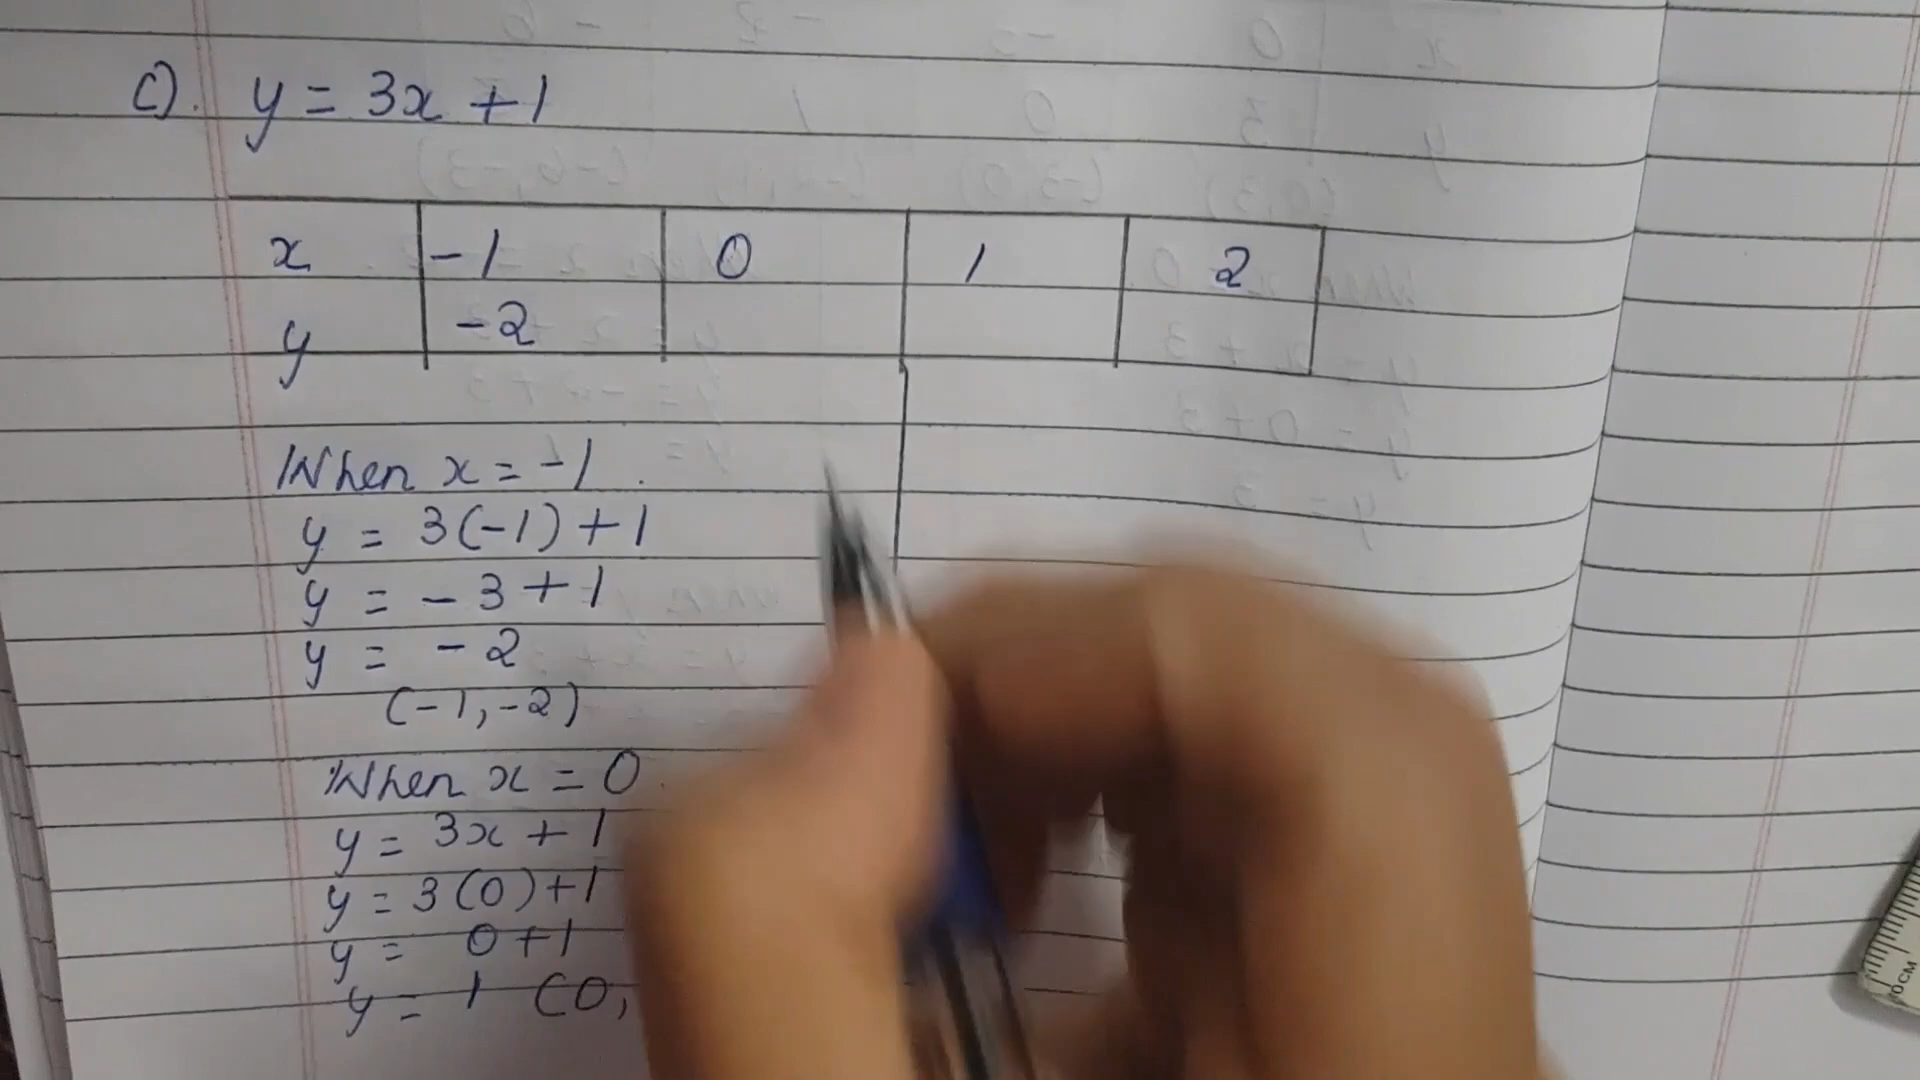 c). y = 3x + 1
x -1 0 1 2
y -2
When x = -1.
y = 3(-1) + 1
y = -3 + 1
y = -2
(-1, -2)
When x = 0
y = 3x + 1
y = 3(0) + 1
y = 0 + 1
y = 1 (0,